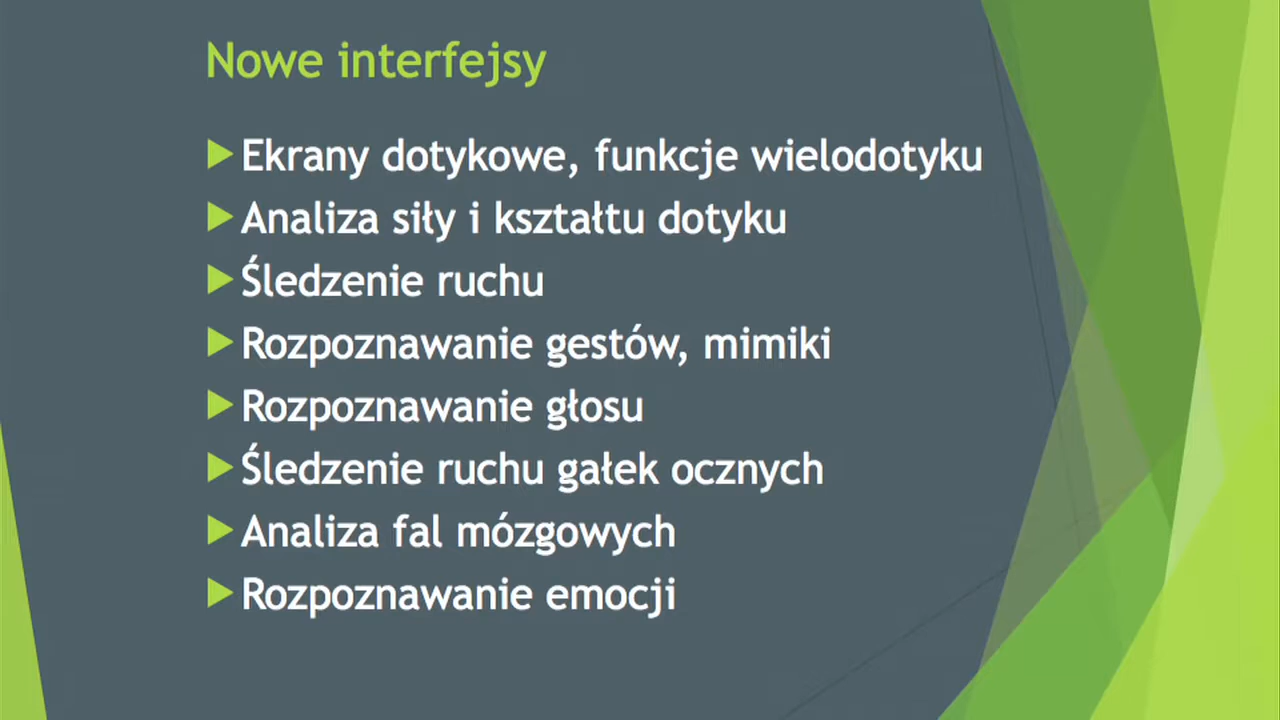 Nowe interfejsy
Ekrany dotykowe, funkcje wielodotyku
Analiza siły i kształtu dotyku
Śledzenie ruchu
Rozpoznawanie gestów, mimiki
Rozpoznawanie głosu
Śledzenie ruchu gałek ocznych
Analiza fal mózgowych
Rozpoznawanie emocji